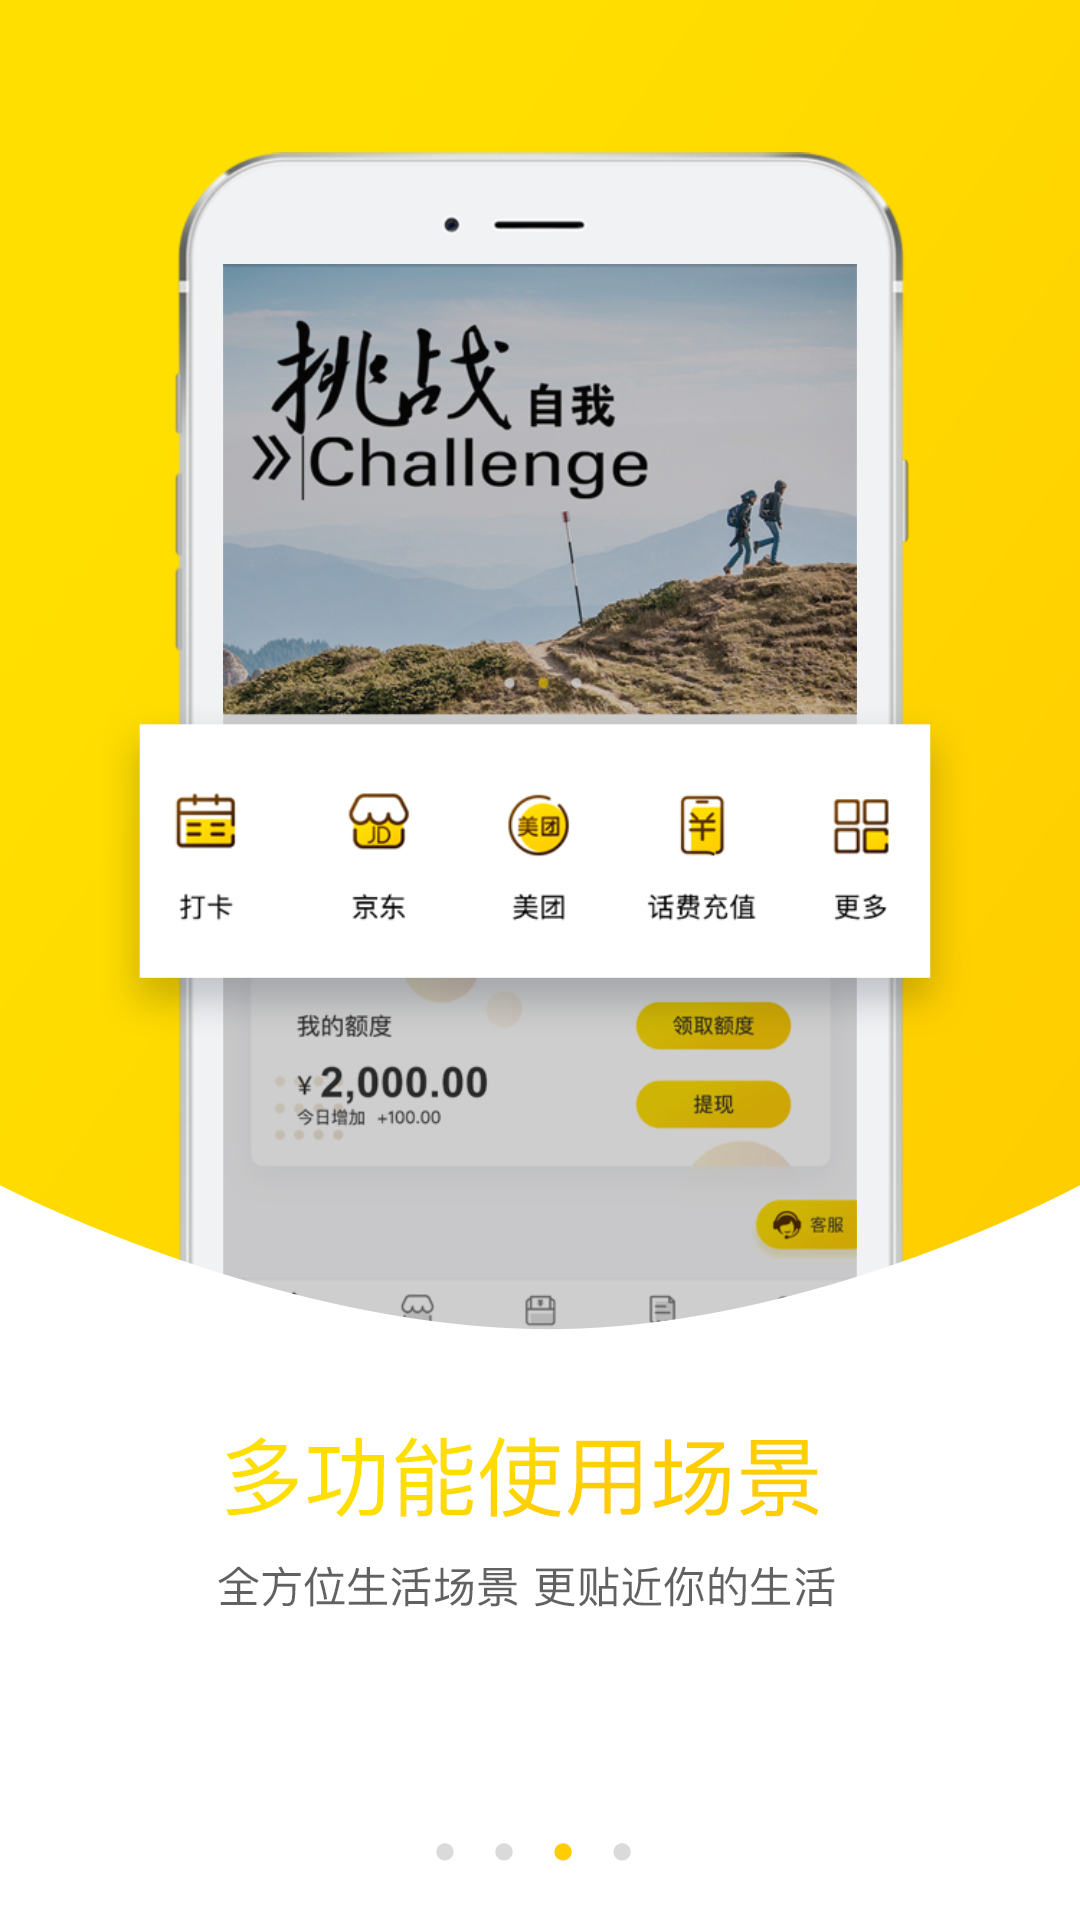 挑战自我
»Challenge
JD
美团
打卡
京东
美团
话费充值
更多
我的额度
领取额度
¥ 2,000.00
今日增加 +100.00
提现
客服
多功能使用场景
全方位生活场景 更贴近你的生活